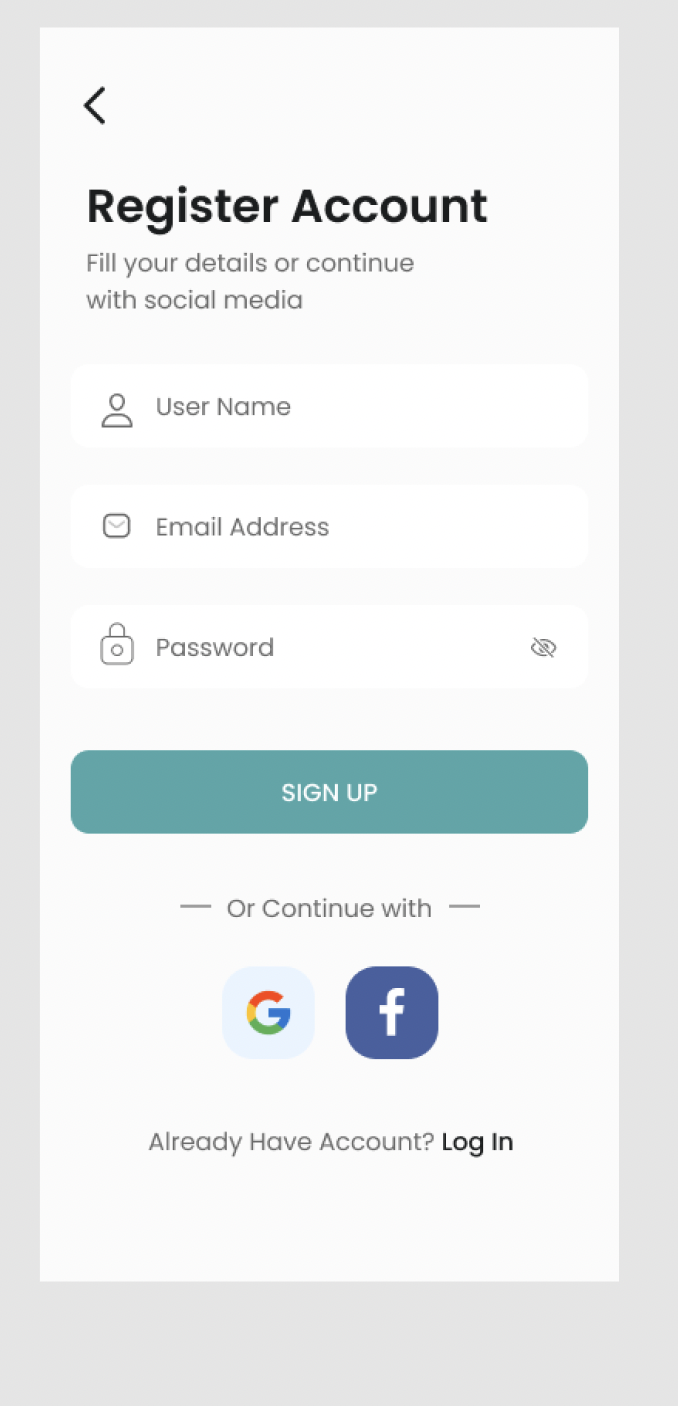 Register Account
Fill your details or continue
with social media
User Name
Email Address
Password
SIGN UP
Or Continue with
Already Have Account? Log In